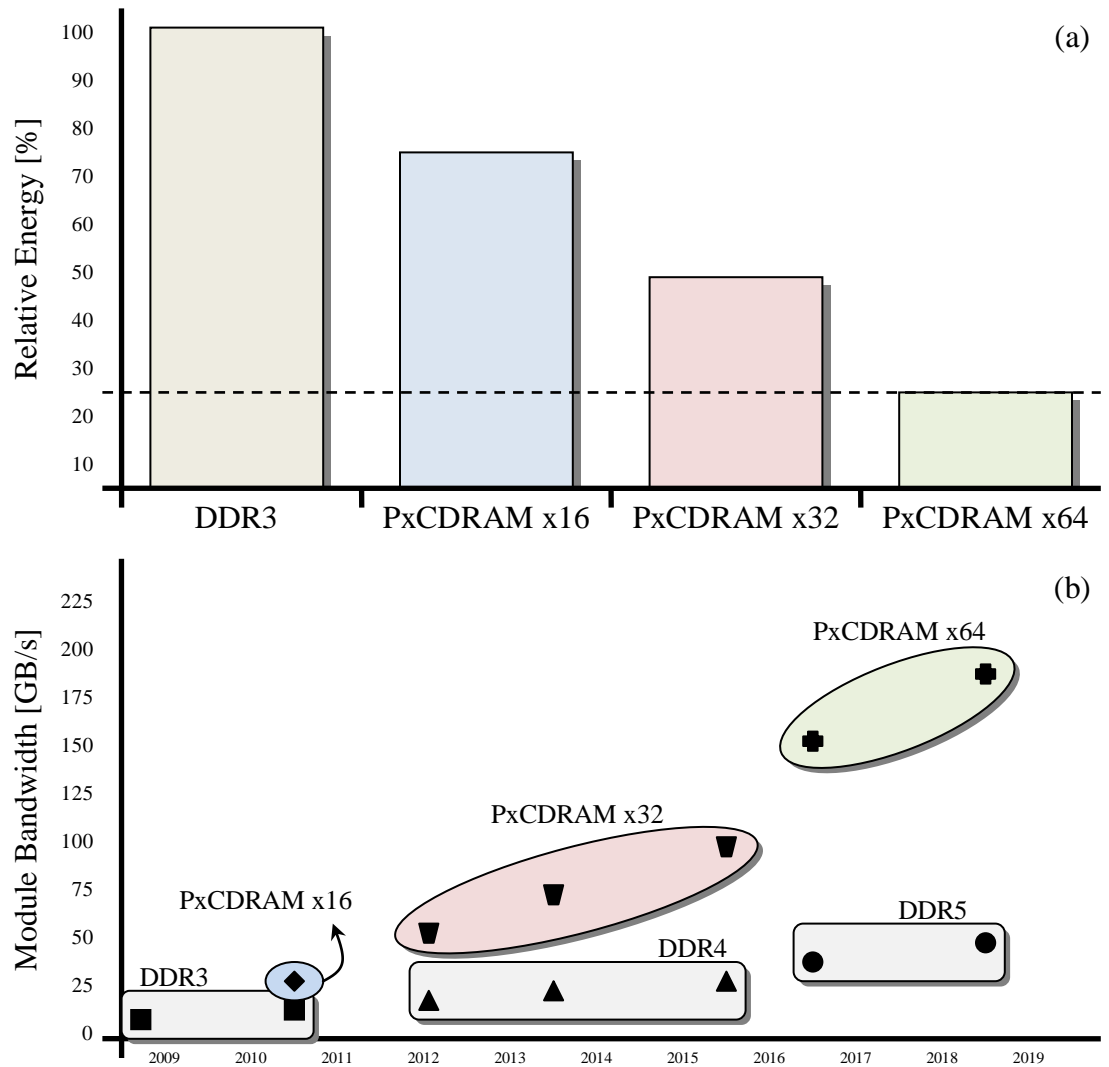 (a)
Relative Energy [%]
100
90
80
70
60
50
40
30
20
10
DDR3 PxCDRAM x16 PxCDRAM x32 PxCDRAM x64
(b)
Module Bandwidth [GB/s]
225
200
175
150
125
100
75
50
25
0
PxCDRAM x64
PxCDRAM x32
PxCDRAM x16
DDR5
DDR4
DDR3
2009 2010 2011 2012 2013 2014 2015 2016 2017 2018 2019